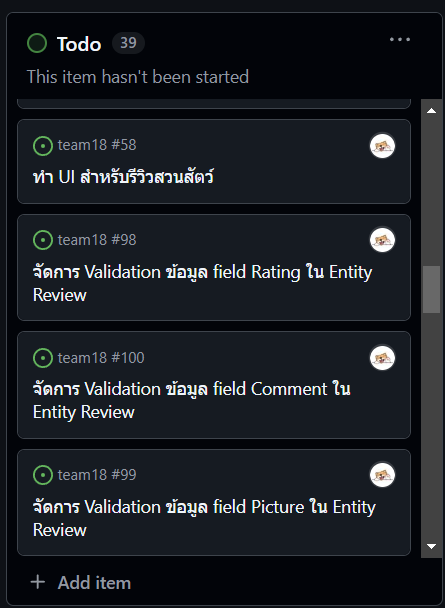 Todo 39
This item hasn't been started
team18 #58
ทำ UI สำหรับรีวิวสวนสัตว์
team18 #98
จัดการ Validation ข้อมูล field Rating ใน Entity
Review
team18 #100
จัดการ Validation ข้อมูล field Comment ใน
Entity Review
team18 #99
จัดการ Validation ข้อมูล field Picture ใน Entity
Review
Add item